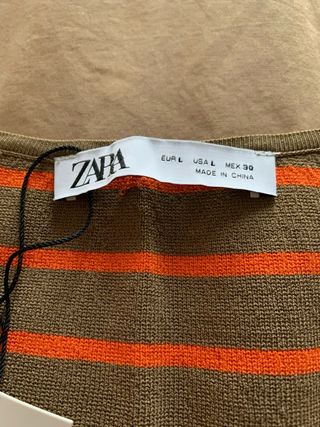 ZARA
EUR L USA L MEX 30
MADE IN CHINA